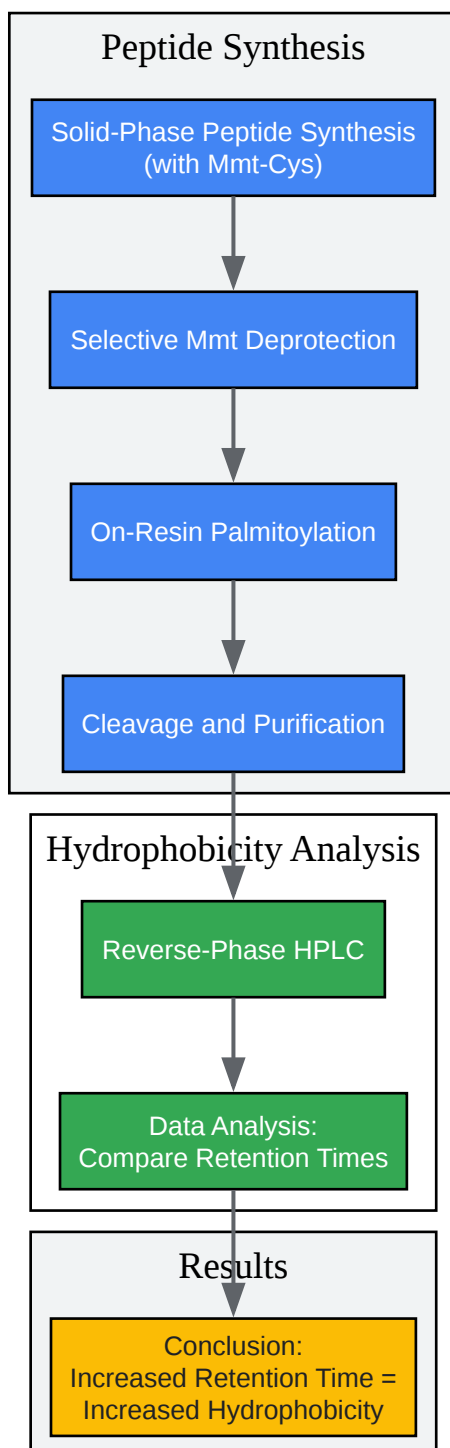 Peptide Synthesis
Solid-Phase Peptide Synthesis
(with Mmt-Cys)
Selective Mmt Deprotection
On-Resin Palmitoylation
Cleavage and Purification
Hydrophobicity Analysis
Reverse-Phase HPLC
Data Analysis:
Compare Retention Times
Results
Conclusion:
Increased Retention Time =
Increased Hydrophobicity